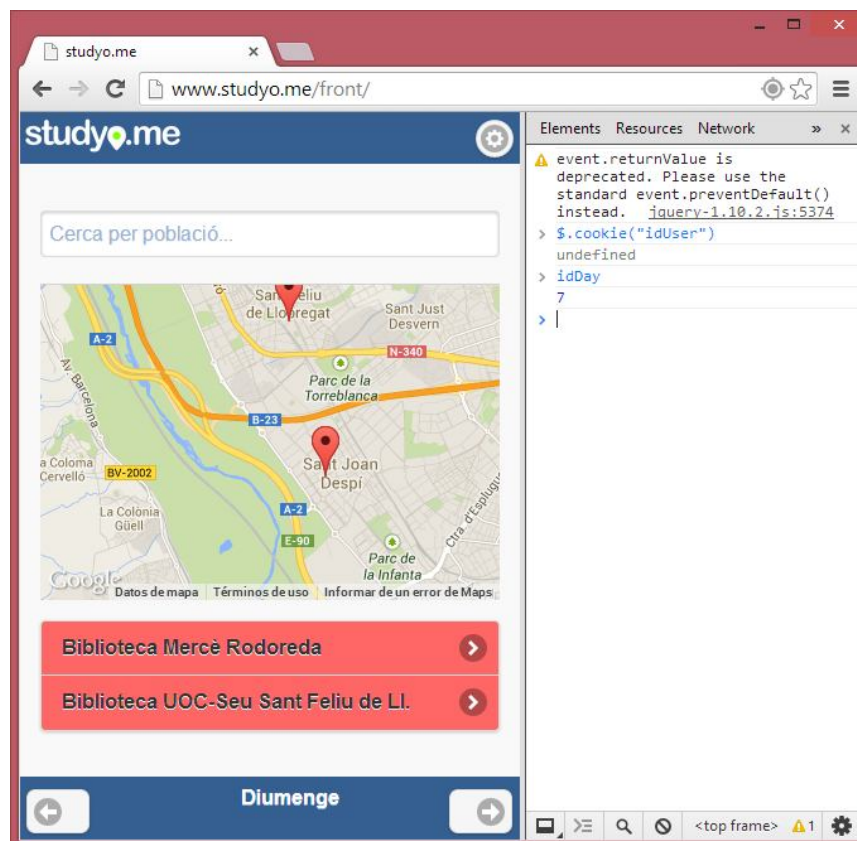 studyo.me
www.studyo.me/front/
studyo.me
Cerca per població...
Sant Feliu
de Llobregat
Sant Just
Desvern
A-2
N-340
Av. Barcelona
Parc de la
Torreblanca
B-23
a Coloma
Cervelló
BV-2002
Sant Joan
Despí
La Colònia
Güell
A-2
E-90
Ctra. d'Esplugu
Parc de
la Infanta
Google
Datos de mapa Términos de uso Informar de un error de Maps
Biblioteca Mercè Rodoreda
Biblioteca UOC-Seu Sant Feliu de Ll.
Diumenge
Elements Resources Network »
event.returnValue is
deprecated. Please use the
standard event.preventDefault()
instead. jquery-1.10.2.js:5374
> $.cookie("idUser")
undefined
> idDay
7
>
<top frame> 1